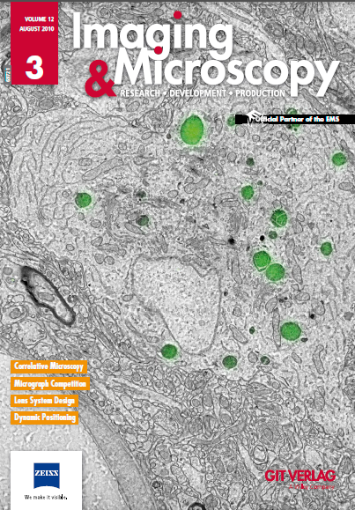 VOLUME 12
AUGUST 2010
3
Imaging
&Microscopy
RESEARCH • DEVELOPMENT • PRODUCTION
Official Partner of the EMS
Correlative Microscopy
Micrograph Competition
Lens System Design
Dynamic Positioning
ZEISS
We make it visible.
GIT VERLAG